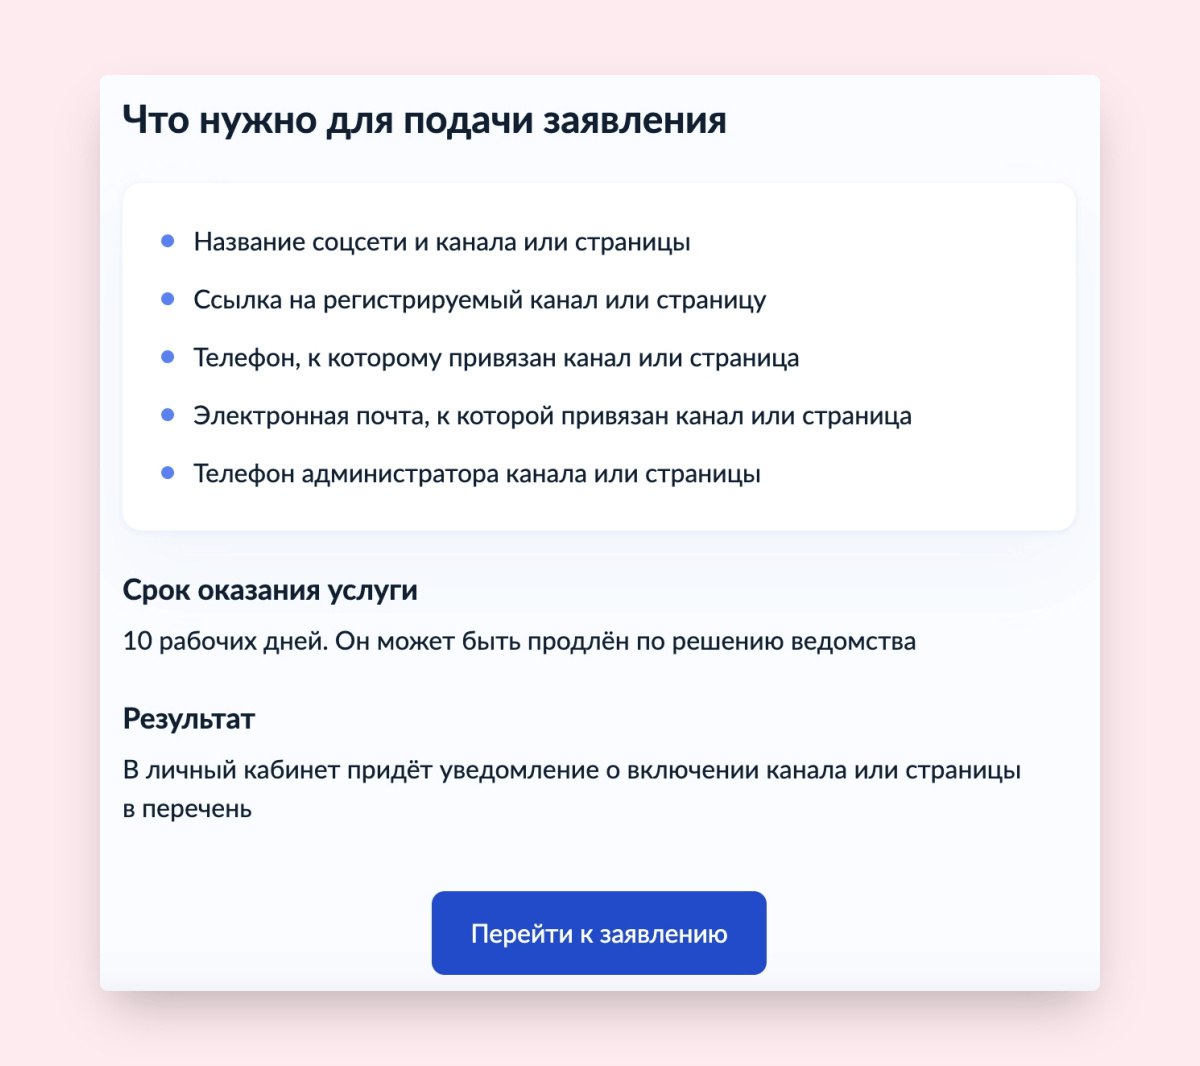 Что нужно для подачи заявления
Название соцсети и канала или страницы
Ссылка на регистрируемый канал или страницу
Телефон, к которому привязан канал или страница
Электронная почта, к которой привязан канал или страница
Телефон администратора канала или страницы
Срок оказания услуги
10 рабочих дней. Он может быть продлён по решению ведомства
Результат
В личный кабинет придёт уведомление о включении канала или страницы
в перечень
Перейти к заявлению